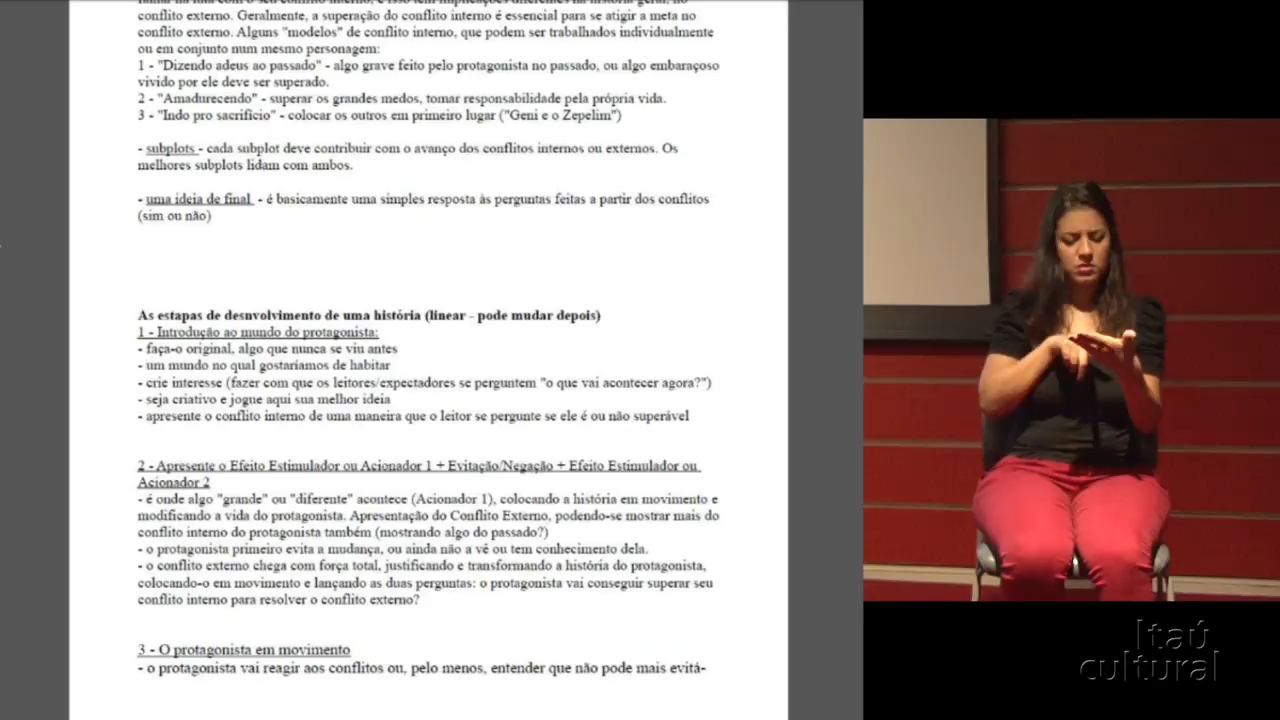 conflito externo. Geralmente, a superação do conflito interno é essencial para se atigir a meta no
conflito externo. Alguns "modelos" de conflito interno, que podem ser trabalhados individualmente
ou em conjunto num mesmo personagem:
1 - "Dizendo adeus ao passado" - algo grave feito pelo protagonista no passado, ou algo embaraçoso
vivido por ele deve ser superado.
2 - "Amadurecendo" - superar os grandes medos, tomar responsabilidade pela própria vida.
3 - "Indo pro sacrifício" - colocar os outros em primeiro lugar ("Geni e o Zepelim")
- subplots - cada subplot deve contribuir com o avanço dos conflitos internos ou externos. Os
melhores subplots lidam com ambos.
- uma ideia de final - é basicamente uma simples resposta às perguntas feitas a partir dos conflitos
(sim ou não)
As estapas de desnvolvimento de uma história (linear - pode mudar depois)
1 - Introdução ao mundo do protagonista:
- faça-o original, algo que nunca se viu antes
- um mundo no qual gostaríamos de habitar
- crie interesse (fazer com que os leitores/expectadores se perguntem "o que vai acontecer agora?")
- seja criativo e jogue aqui sua melhor ideia
- apresente o conflito interno de uma maneira que o leitor se pergunte se ele é ou não superável
2 - Apresente o Efeito Estimulador ou Acionador 1 + Evitação/Negação + Efeito Estimulador ou
Acionador 2
- é onde algo "grande" ou "diferente" acontece (Acionador 1), colocando a história em movimento e
modificando a vida do protagonista. Apresentação do Conflito Externo, podendo-se mostrar mais do
conflito interno do protagonista também (mostrando algo do passado?)
- o protagonista primeiro evita a mudança, ou ainda não a vê ou tem conhecimento dela.
- o conflito externo chega com força total, justificando e transformando a história do protagonista,
colocando-o em movimento e lançando as duas perguntas: o protagonista vai conseguir superar seu
conflito interno para resolver o conflito externo?
3 - O protagonista em movimento
- o protagonista vai reagir aos conflitos ou, pelo menos, entender que não pode mais evitá-
Itaú
cultural